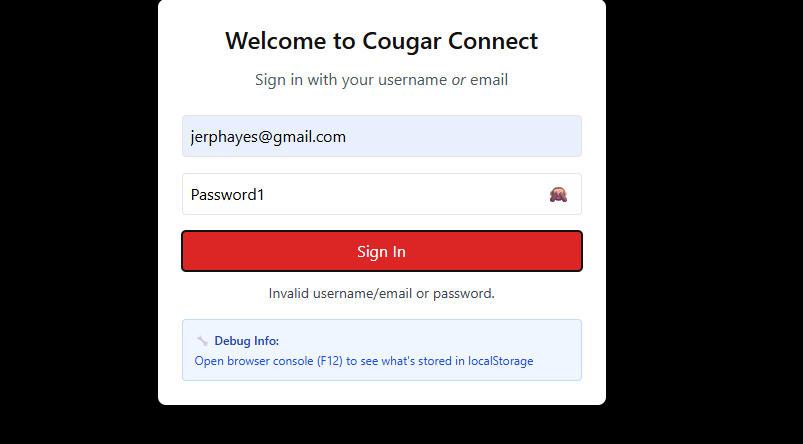 Welcome to Cougar Connect
Sign in with your username or email
jerphayes@gmail.com
Password1
Sign In
Invalid username/email or password.
Debug Info:
Open browser console (F12) to see what's stored in localStorage